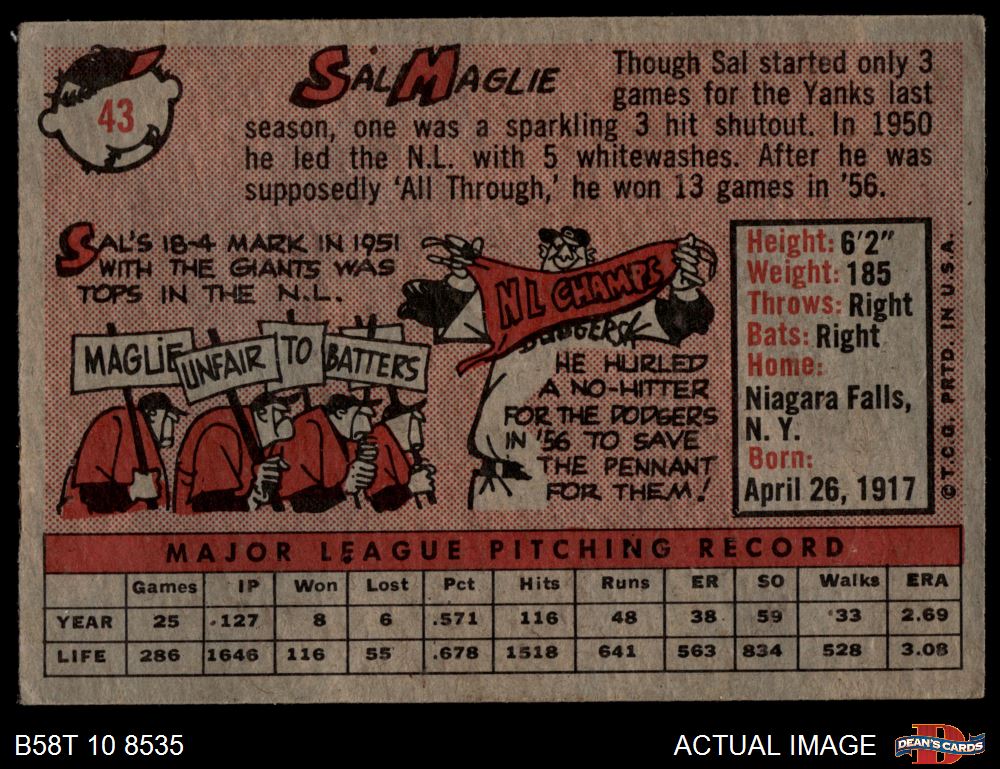 43
SAL MAGLIE
Though Sal started only 3
games for the Yanks last
season, one was a sparkling 3 hit shutout. In 1950
he led the N.L. with 5 whitewashes. After he was
supposedly 'All Through,' he won 13 games in '56.
SAL'S 18-4 MARK IN 1951
WITH THE GIANTS WAS
TOPS IN THE N.L.
MAGLIE UNFAIR TO BATTERS
NL CHAMPS
DODGERS
HE HURLED
A NO-HITTER
FOR THE DODGERS
IN '56 TO SAVE
THE PENNANT
FOR THEM!
Height: 6'2"
Weight: 185
Throws: Right
Bats: Right
Home:
Niagara Falls,
N. Y.
Born:
April 26, 1917
© T.C.G. PRTD. IN U.S.A.
MAJOR LEAGUE PITCHING RECORD
Games IP Won Lost Pct Hits Runs ER SO Walks ERA
YEAR 25 127 8 6 .571 116 48 38 59 33 2.69
LIFE 286 1646 116 55 .678 1518 641 563 834 528 3.08
B58T 10 8535
ACTUAL IMAGE
D
DEAN'S CARDS